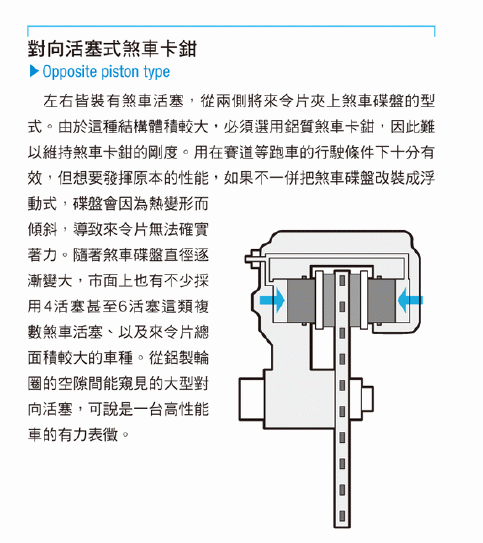 對向活塞式煞車卡鉗
▶Opposite piston type
左右皆裝有煞車活塞，從兩側將來令片夾上煞車碟盤的型
式。由於這種結構體積較大，必須選用鋁質煞車卡鉗，因此難
以維持煞車卡鉗的剛度。用在賽道等跑車的行駛條件下十分有
效，但想要發揮原本的性能，如果不一併把煞車碟盤改裝成浮
動式，碟盤會因為熱變形而
傾斜，導致來令片無法確實
著力。隨著煞車碟盤直徑逐
漸變大，市面上也有不少採
用4活塞甚至6活塞這類複
數煞車活塞、以及來令片總
面積較大的車種。從鋁製輪
圈的空隙間能窺見的大型對
向活塞，可說是一台高性能
車的有力表徵。